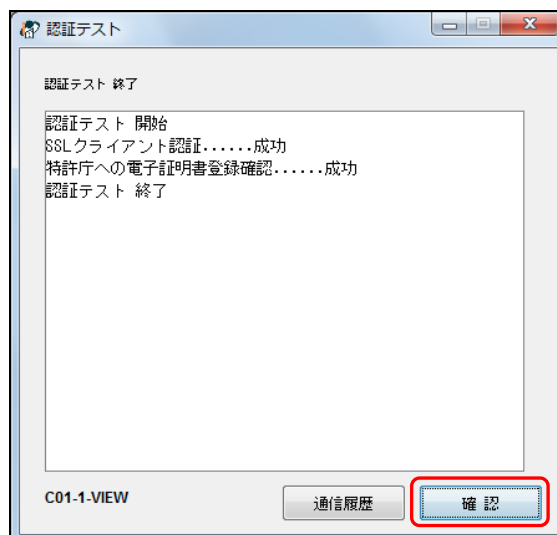 認証テスト
認証テスト 終了
認証テスト 開始
SSLクライアント認証......成功
特許庁への電子証明書登録確認......成功
認証テスト 終了
C01-1-VIEW
通信履歴
確 認